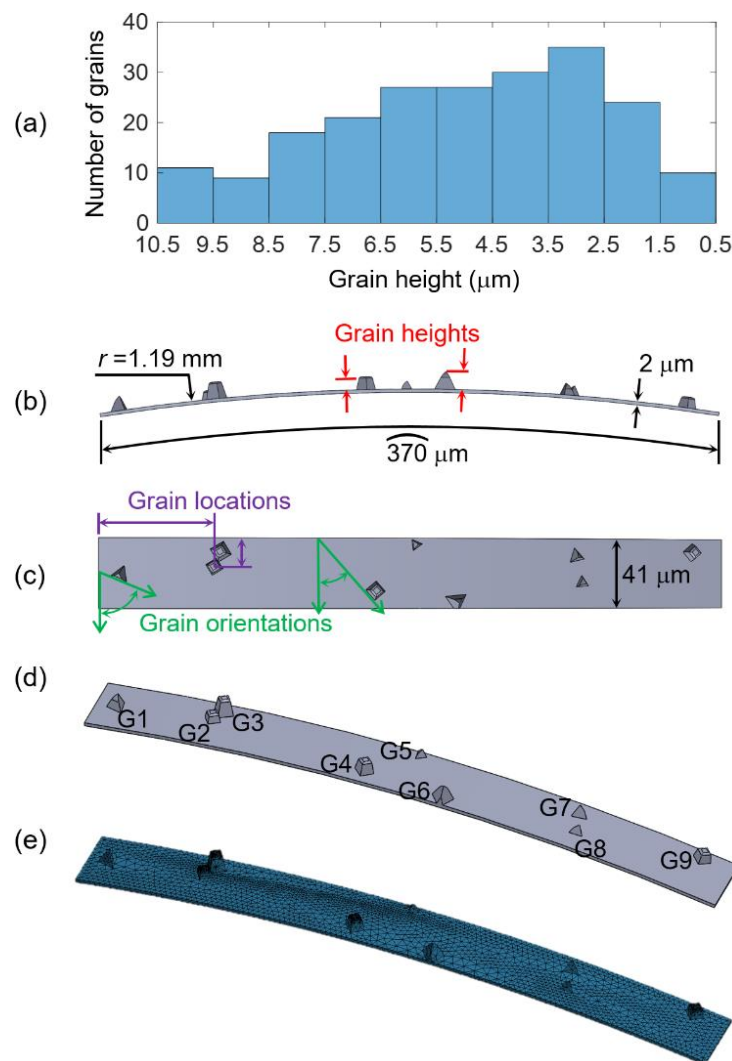 40
30
20
10
0
Number of grains
(a)
10.5 9.5 8.5 7.5 6.5 5.5 4.5 3.5 2.5 1.5 0.5
Grain height (μm)
Grain heights
r =1.19 mm
2 μm
(b)
370 μm
Grain locations
(c)
41 μm
Grain orientations
(d)
G1
G2
G3
G4
G5
G6
G7
G8
G9
(e)